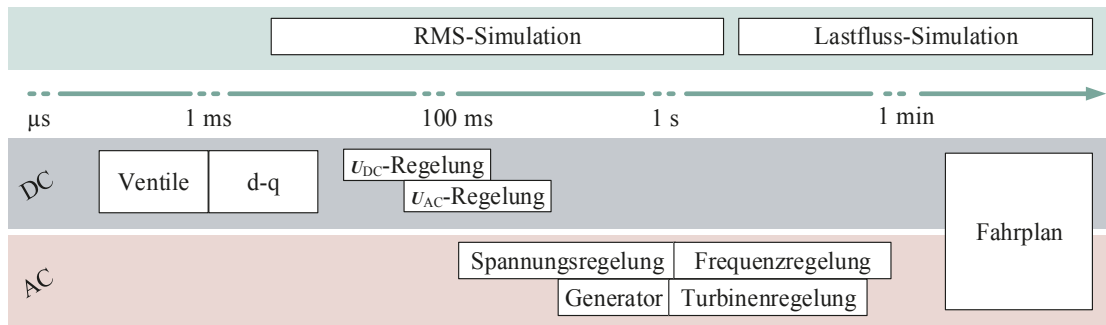 RMS-Simulation Lastfluss-Simulation
µs 1 ms 100 ms 1 s 1 min
DC
Ventile d-q
UDC-Regelung
UAC-Regelung
Fahrplan
AC
Spannungsregelung Frequenzregelung
Generator Turbinenregelung